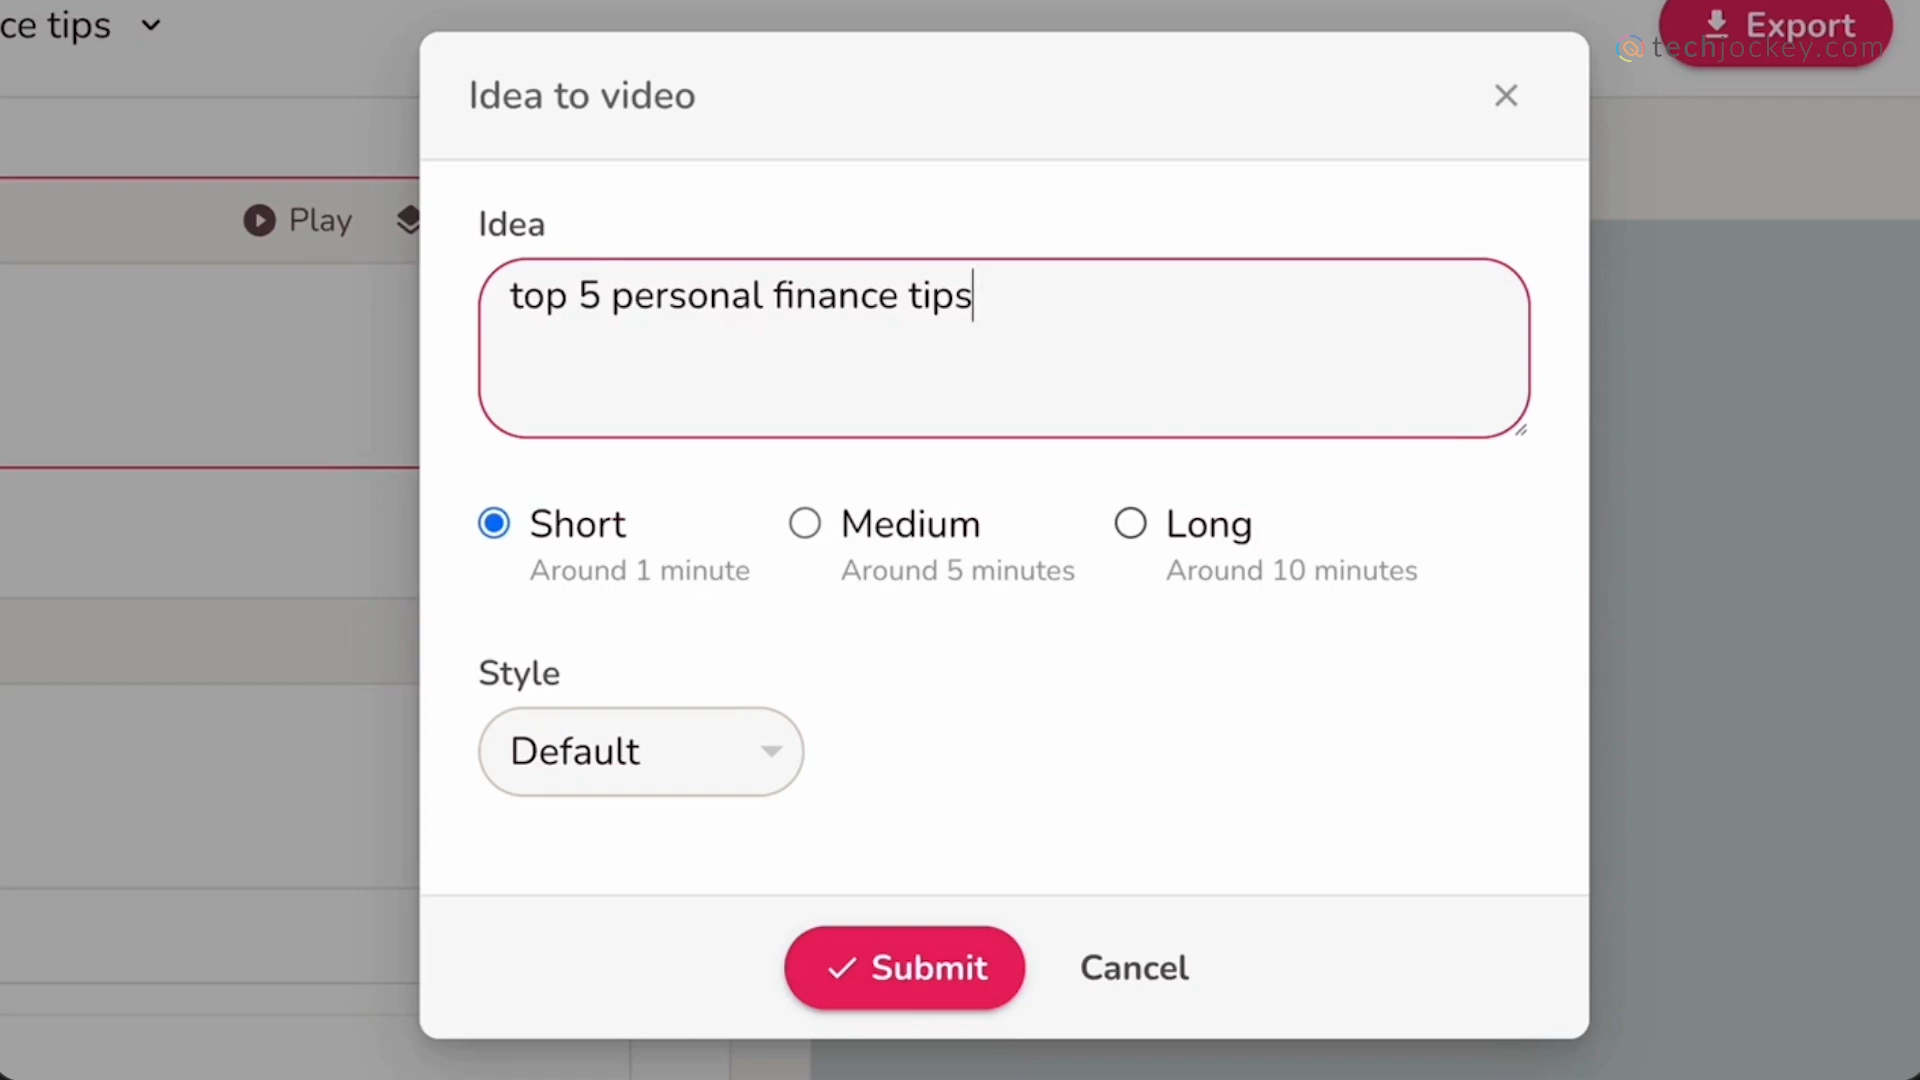 ce tips
Export
techjockey.com
Idea to video
Play
Idea
top 5 personal finance tips
Short
Medium
Long
Around 1 minute
Around 5 minutes
Around 10 minutes
Style
Default
Submit
Cancel